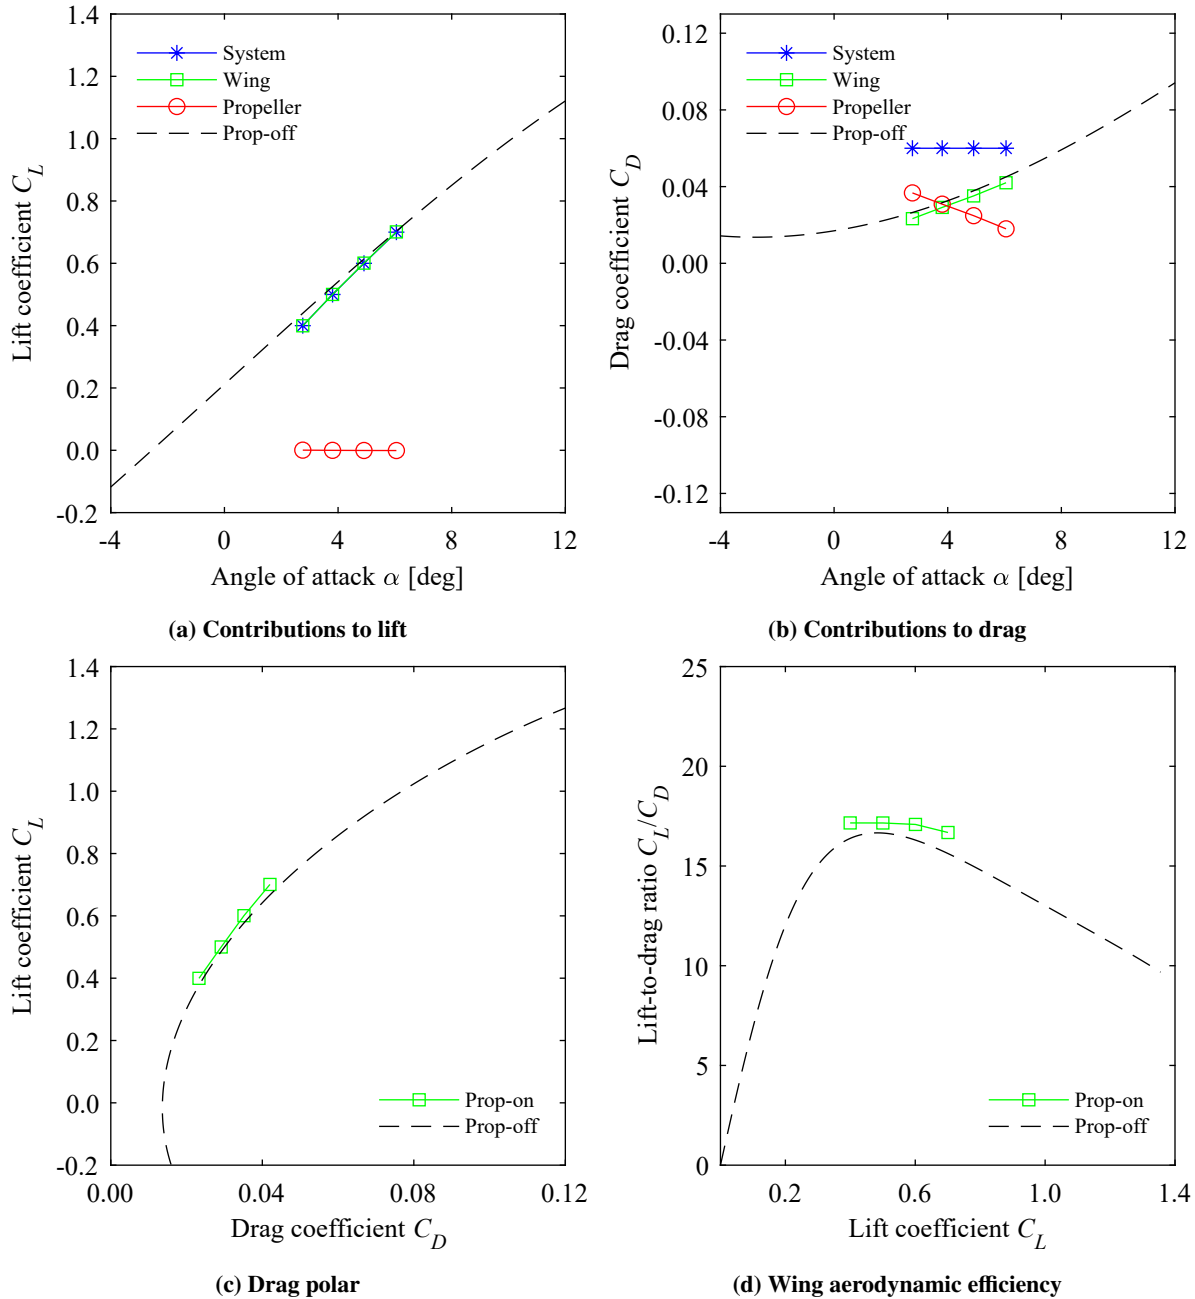 1.4
1.2
1.0
0.8
0.6
0.4
0.2
0.0
-0.2
-4
0
4
8
12
Lift coefficient C_L
Angle of attack α [deg]
System
Wing
Propeller
Prop-off
(a) Contributions to lift
0.12
0.08
0.04
0.00
-0.04
-0.08
-0.12
-4
0
4
8
12
Drag coefficient C_D
Angle of attack α [deg]
System
Wing
Propeller
Prop-off
(b) Contributions to drag
1.4
1.2
1.0
0.8
0.6
0.4
0.2
0.0
-0.2
0.00
0.04
0.08
0.12
Lift coefficient C_L
Drag coefficient C_D
Prop-on
Prop-off
(c) Drag polar
25
20
15
10
5
0
0.2
0.6
1.0
1.4
Lift-to-drag ratio C_L/C_D
Lift coefficient C_L
Prop-on
Prop-off
(d) Wing aerodynamic efficiency